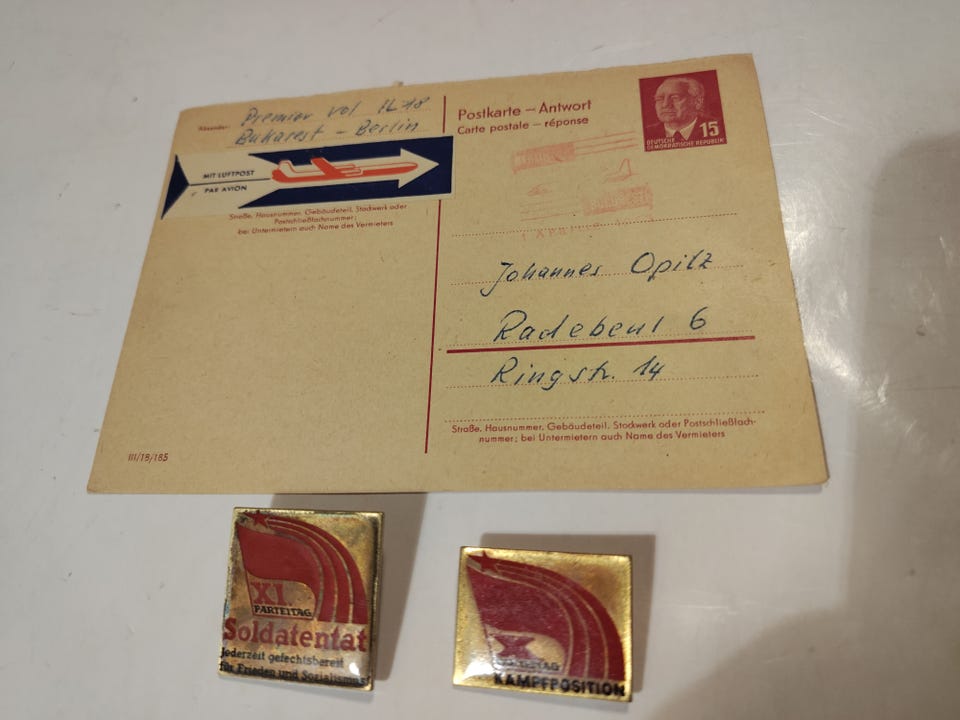 Absender:
Premier vol IL 18
Bukarest - Berlin
MIT LUFTPOST
PAR AVION
Straße, Hausnummer, Gebäudeteil, Stockwerk oder
Postschließfachnummer;
bei Untermietern auch Name des Vermieters
III/18/185
Postkarte – Antwort
Carte postale – réponse
15
DEUTSCHE
DEMOKRATISCHE REPUBLIK
Johannes Opitz
Radebeul 6
Ringstr. 14
Straße, Hausnummer, Gebäudeteil, Stockwerk oder Postschließfach-
nummer; bei Untermietern auch Name des Vermieters
XI.
PARTEITAG
Soldatentat
jederzeit gefechtsbereit
für Frieden und Sozialismus
X
PARTEITAG
KAMPFPOSITION